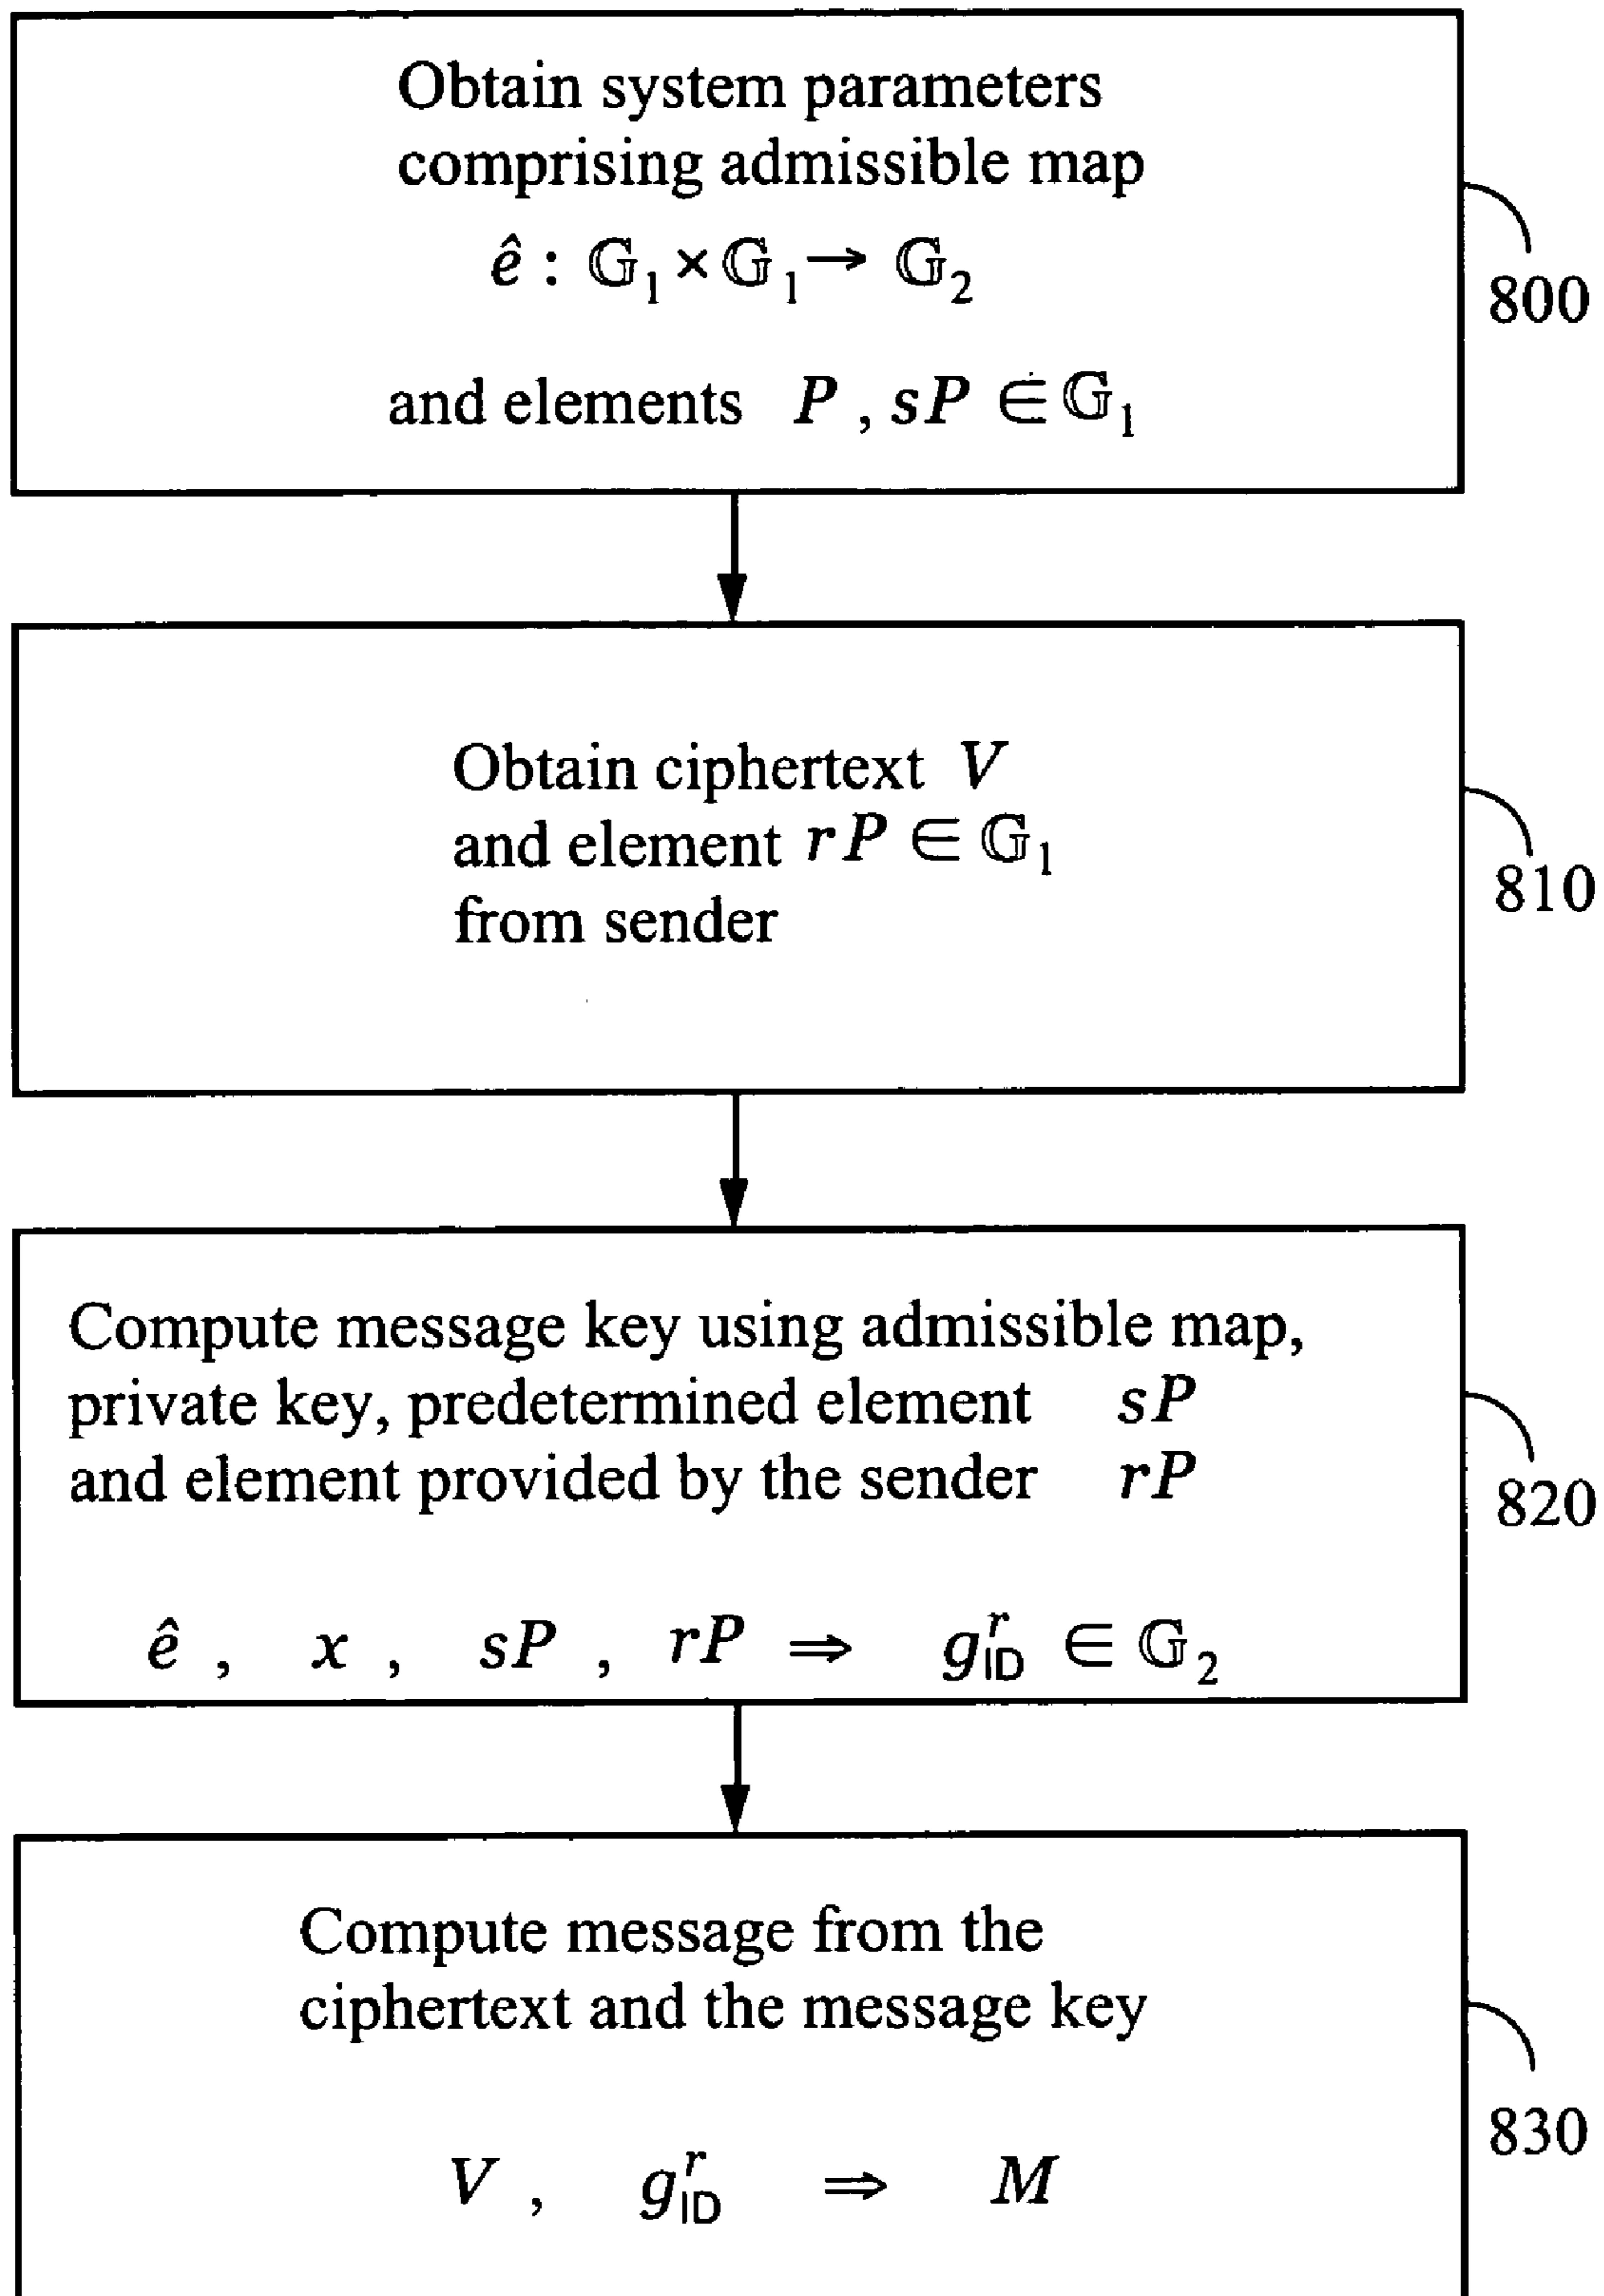 Obtain system parameters
comprising admissible map
ê : 𝔾₁ × 𝔾₁ → 𝔾₂
and elements P , sP ∈ 𝔾₁
800
Obtain ciphertext V
and element rP ∈ 𝔾₁
from sender
810
Compute message key using admissible map,
private key, predetermined element sP
and element provided by the sender rP
820
ê , x , sP , rP ⇒ g_ID^r ∈ 𝔾₂
Compute message from the
ciphertext and the message key
830
V , g_ID^r ⇒ M